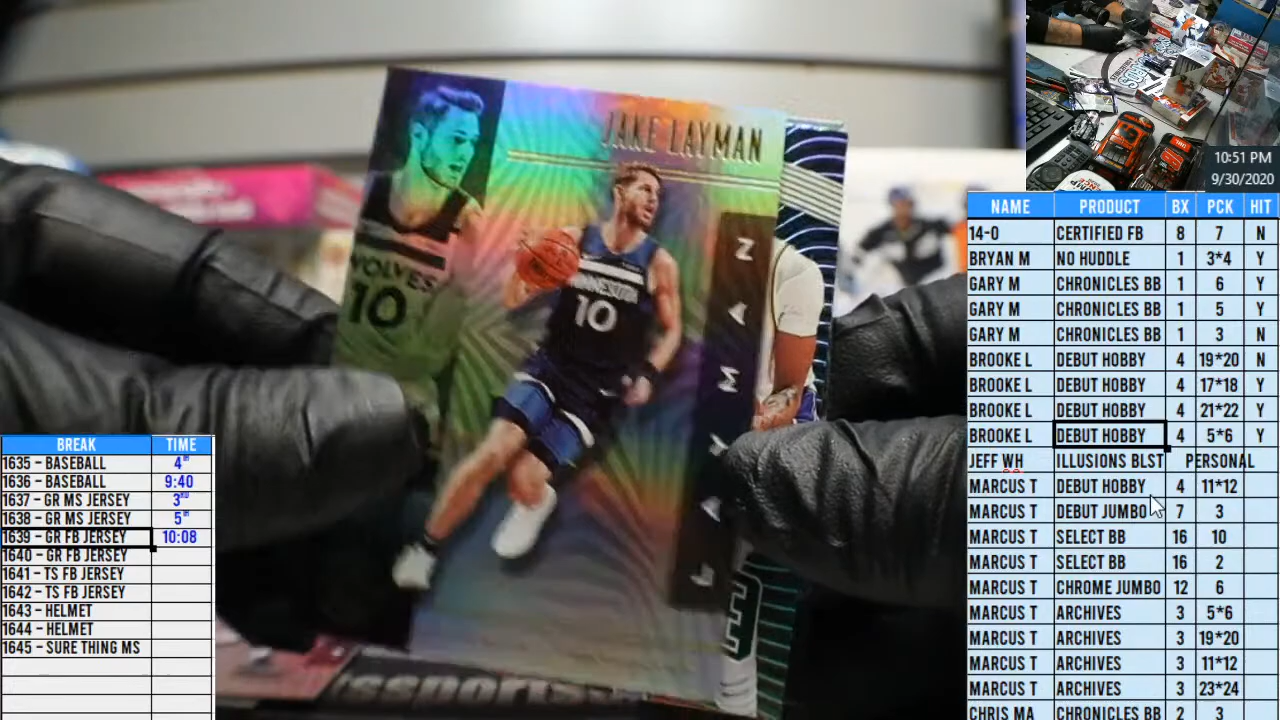 JAKE LAYMAN
WOLVES
10
MINNESOTA
10
LAYMAN
10:51 PM
9/30/2020
NAME PRODUCT BX PCK HIT
14-0 CERTIFIED FB 8 7 N
BRYAN M NO HUDDLE 1 3*4 Y
GARY M CHRONICLES BB 1 6 Y
GARY M CHRONICLES BB 1 5 Y
GARY M CHRONICLES BB 1 3 N
BROOKE L DEBUT HOBBY 4 19*20 N
BROOKE L DEBUT HOBBY 4 17*18 Y
BROOKE L DEBUT HOBBY 4 21*22 Y
BROOKE L DEBUT HOBBY 4 5*6 Y
JEFF WH ILLUSIONS BLST PERSONAL
MARCUS T DEBUT HOBBY 4 11*12
MARCUS T DEBUT JUMBO 7 3
MARCUS T SELECT BB 16 10
MARCUS T SELECT BB 16 2
MARCUS T CHROME JUMBO 12 6
MARCUS T ARCHIVES 3 5*6
MARCUS T ARCHIVES 3 19*20
MARCUS T ARCHIVES 3 11*12
MARCUS T ARCHIVES 3 23*24
CHRIS MA CHRONICLES BB 2 3
BREAK TIME
1635 - BASEBALL 4TH
1636 - BASEBALL 9:40
1637 - GR MS JERSEY 3RD
1638 - GR MS JERSEY 5TH
1639 - GR FB JERSEY 10:08
1640 - GR FB JERSEY
1641 - TS FB JERSEY
1642 - TS FB JERSEY
1643 - HELMET
1644 - HELMET
1645 - SURE THING MS